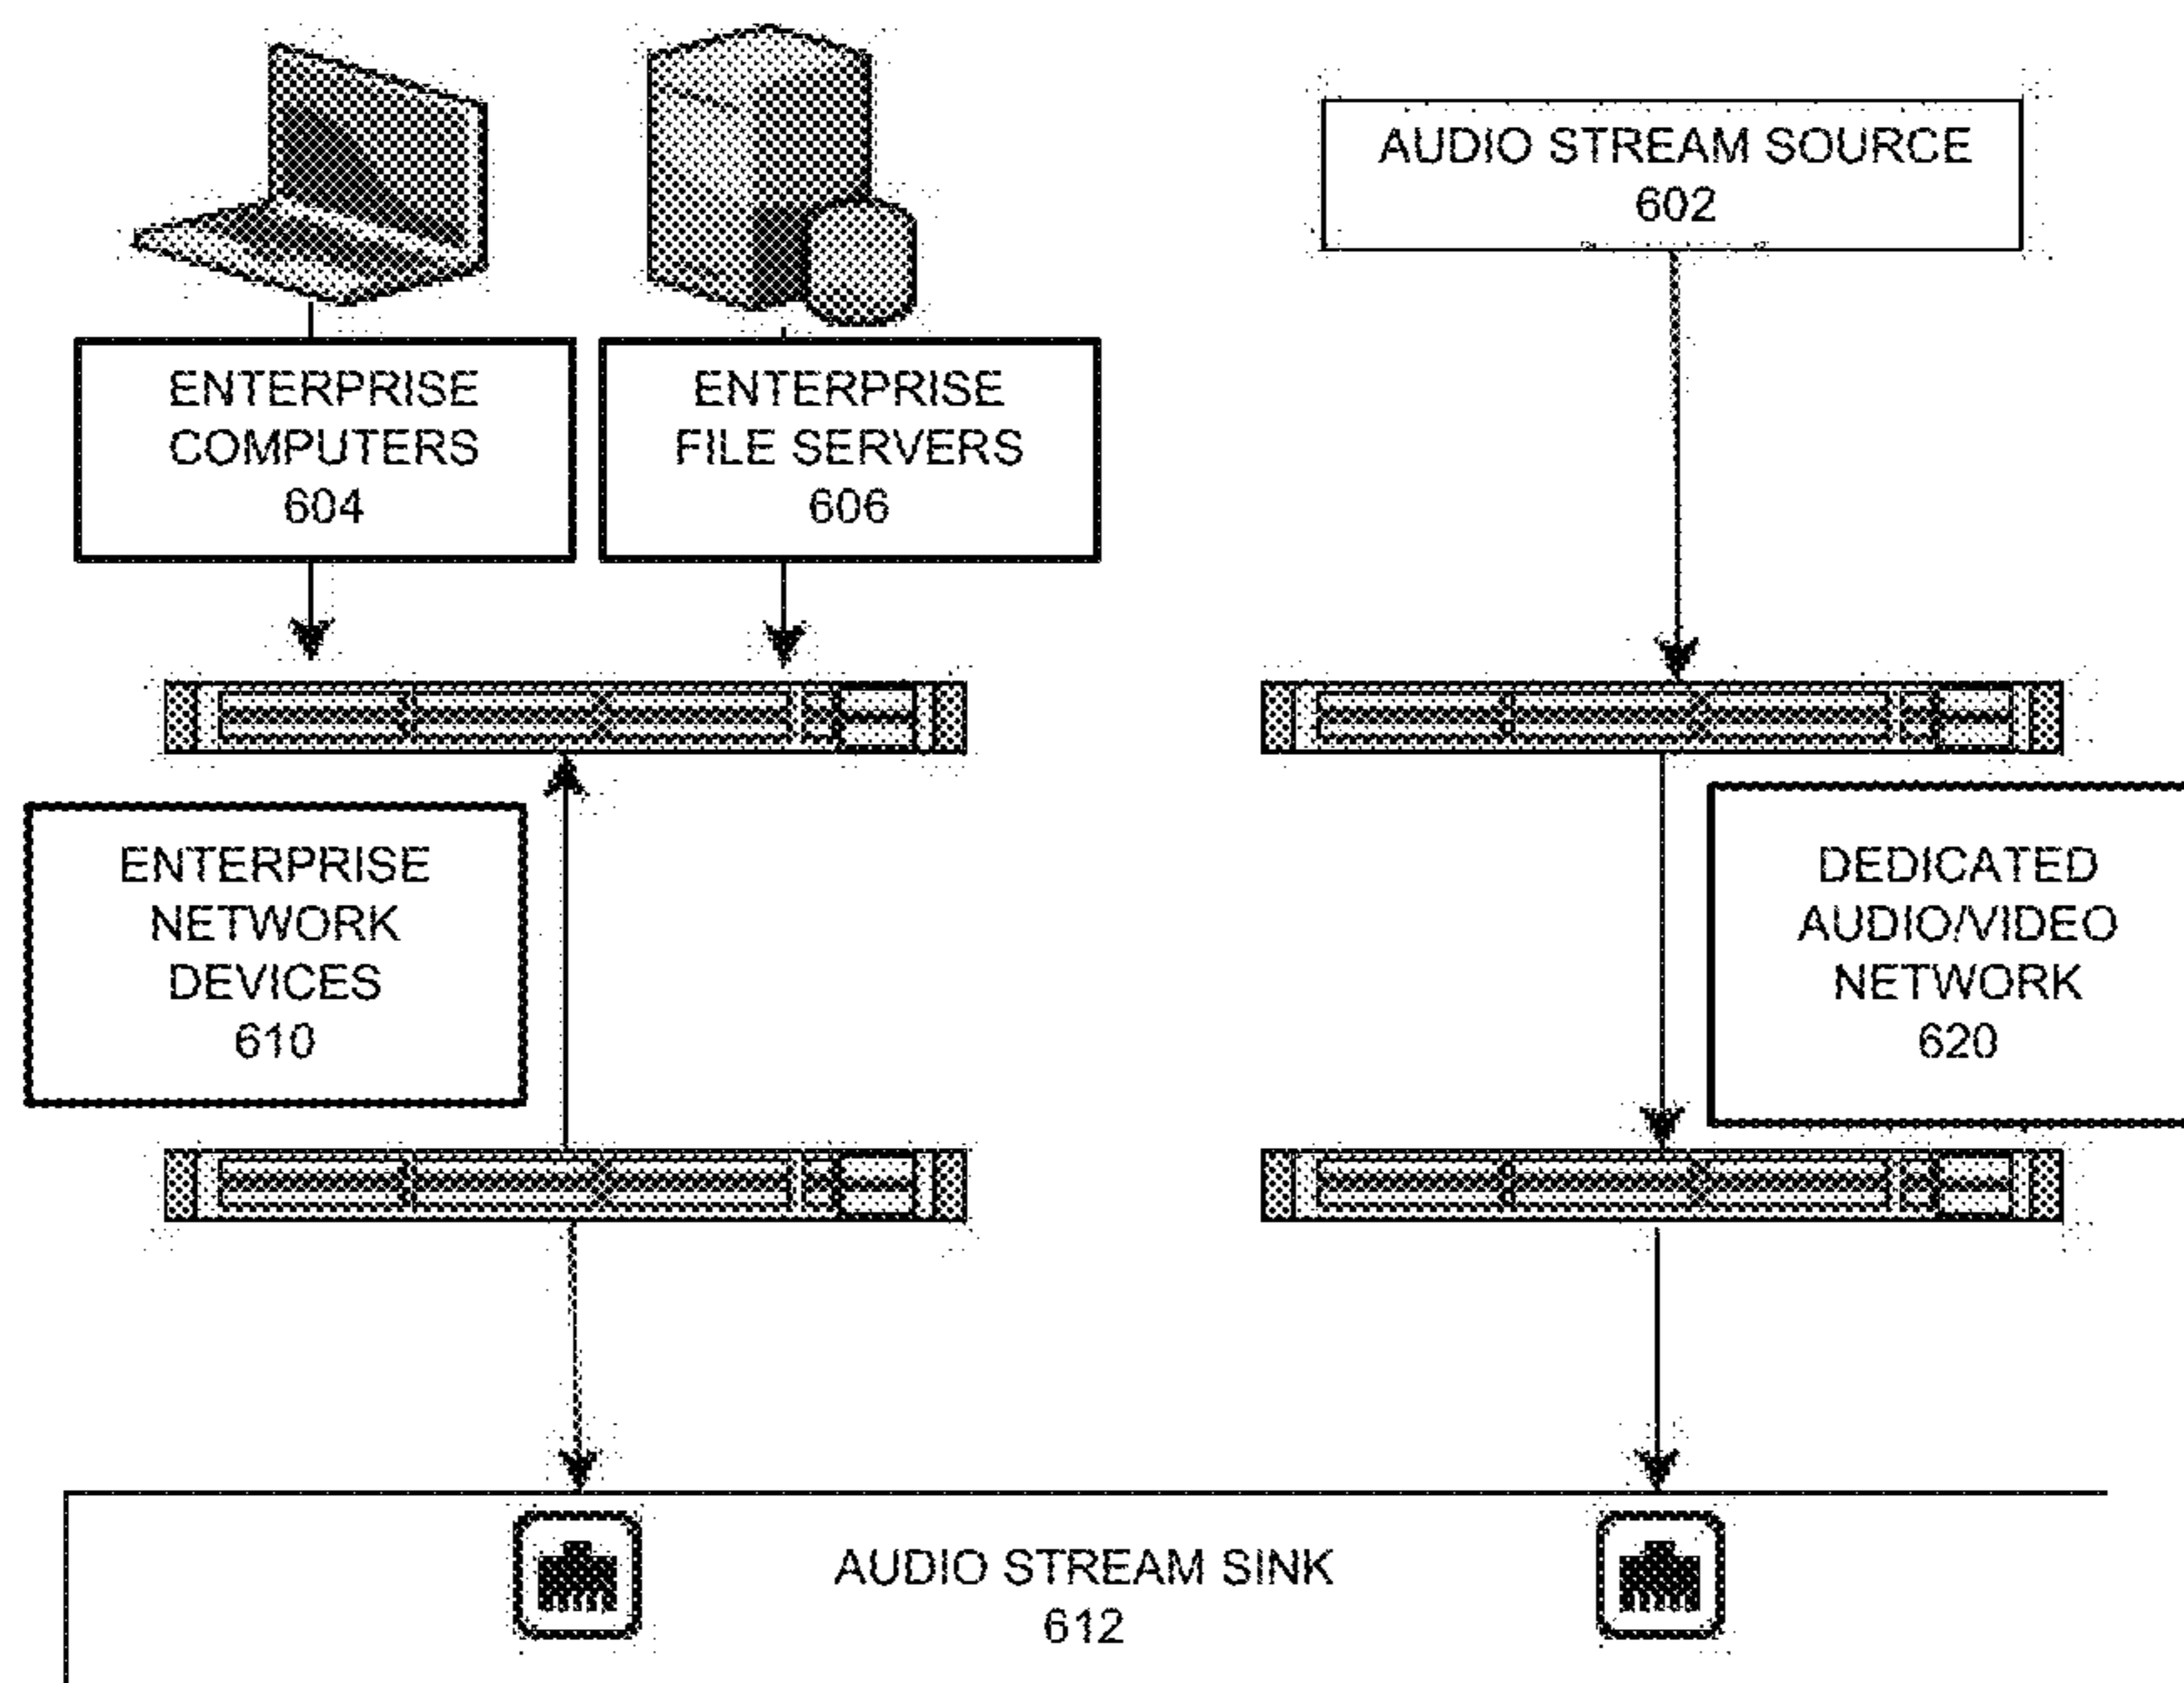 AUDIO STREAM SOURCE
602
ENTERPRISE
COMPUTERS
604
ENTERPRISE
FILE SERVERS
606
ENTERPRISE
NETWORK
DEVICES
610
DEDICATED
AUDIO/VIDEO
NETWORK
620
AUDIO STREAM SINK
612